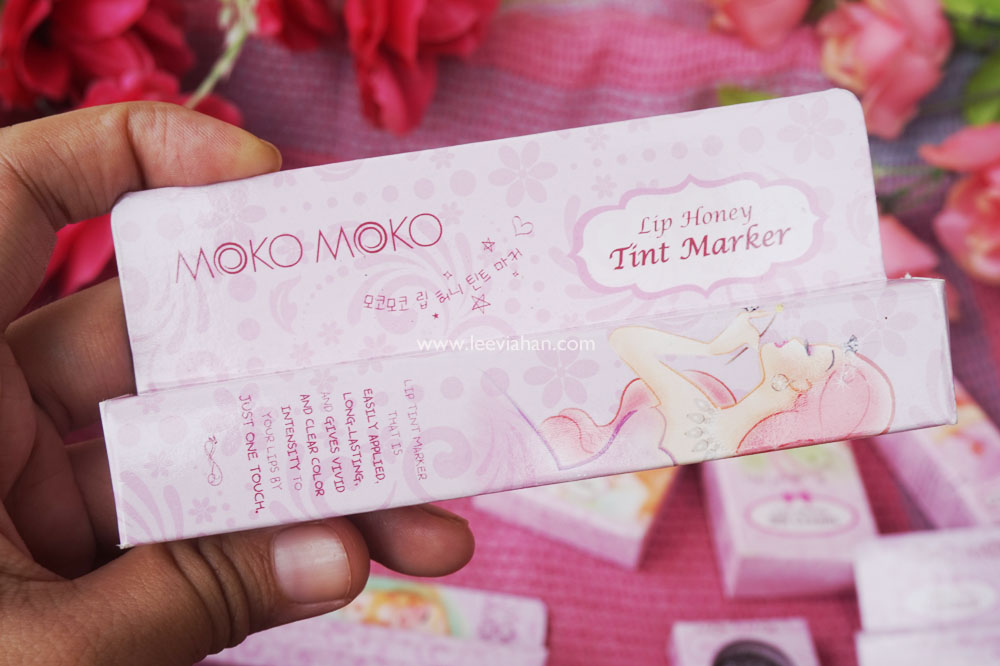 MOKO MOKO
모코모코 립 허니 틴트 마커
Lip Honey
Tint Marker
www.leeviahan.com
LIP TINT MARKER
THAT IS
EASILY APPLIED,
LONG-LASTING,
AND GIVES VIVID
AND CLEAR COLOR
INTENSITY TO
YOUR LIPS BY
JUST ONE TOUCH.